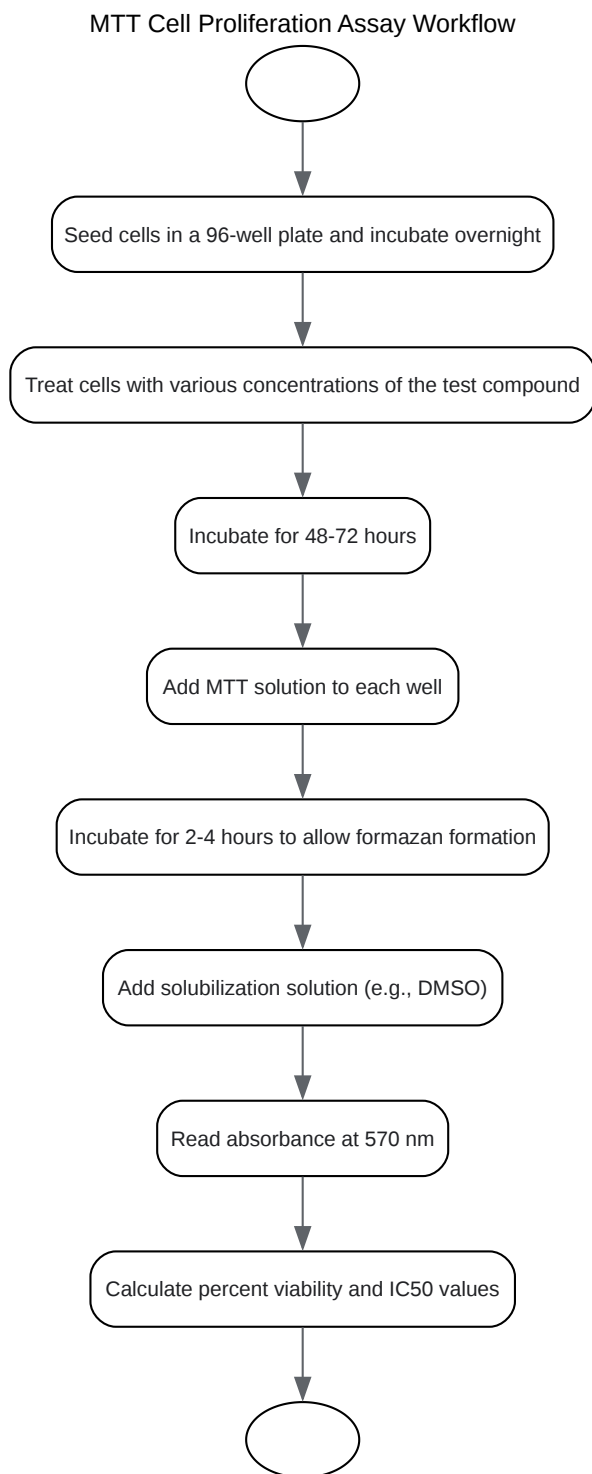 MTT Cell Proliferation Assay Workflow
Seed cells in a 96-well plate and incubate overnight
Treat cells with various concentrations of the test compound
Incubate for 48-72 hours
Add MTT solution to each well
Incubate for 2-4 hours to allow formazan formation
Add solubilization solution (e.g., DMSO)
Read absorbance at 570 nm
Calculate percent viability and IC50 values